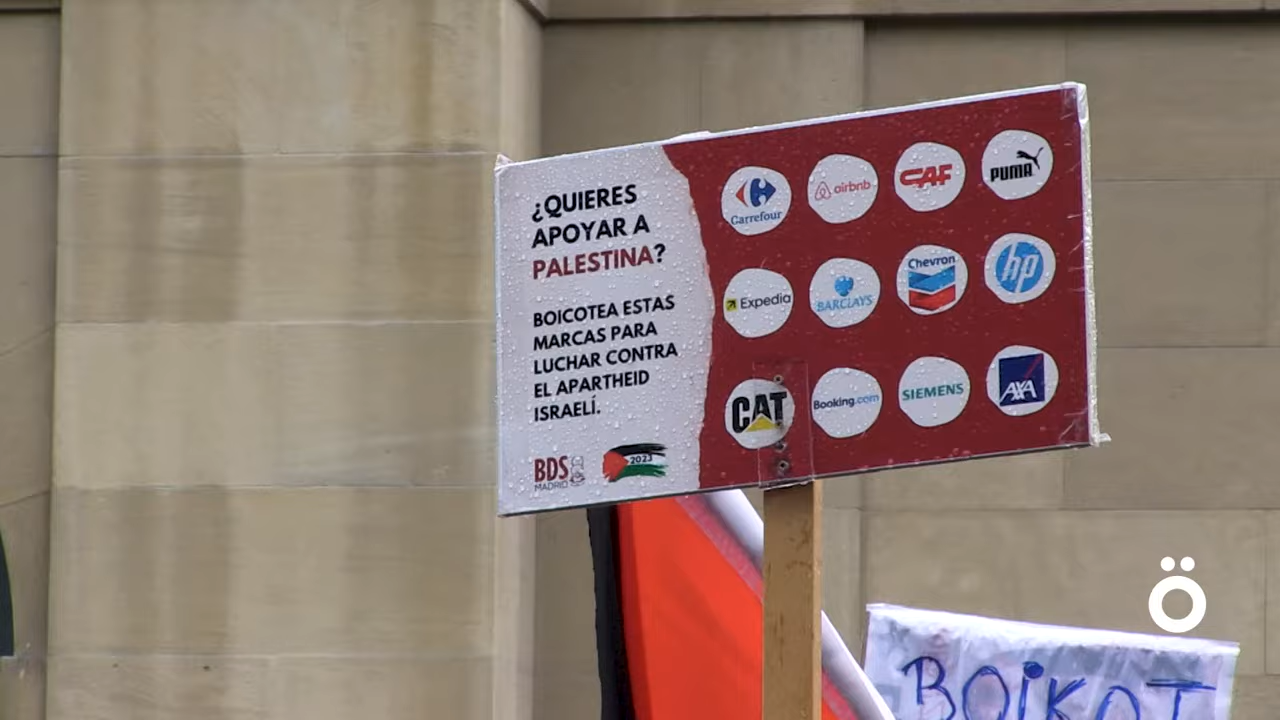 ¿QUIERES
APOYAR A
PALESTINA?
BOICOTEA ESTAS
MARCAS PARA
LUCHAR CONTRA
EL APARTHEID
ISRAELÍ.
BDS
MADRID
2023
Carrefour
airbnb
CAF
PUMA
Expedia
BARCLAYS
Chevron
hp
CAT
Booking.com
SIEMENS
AXA
BOiKOT
ö